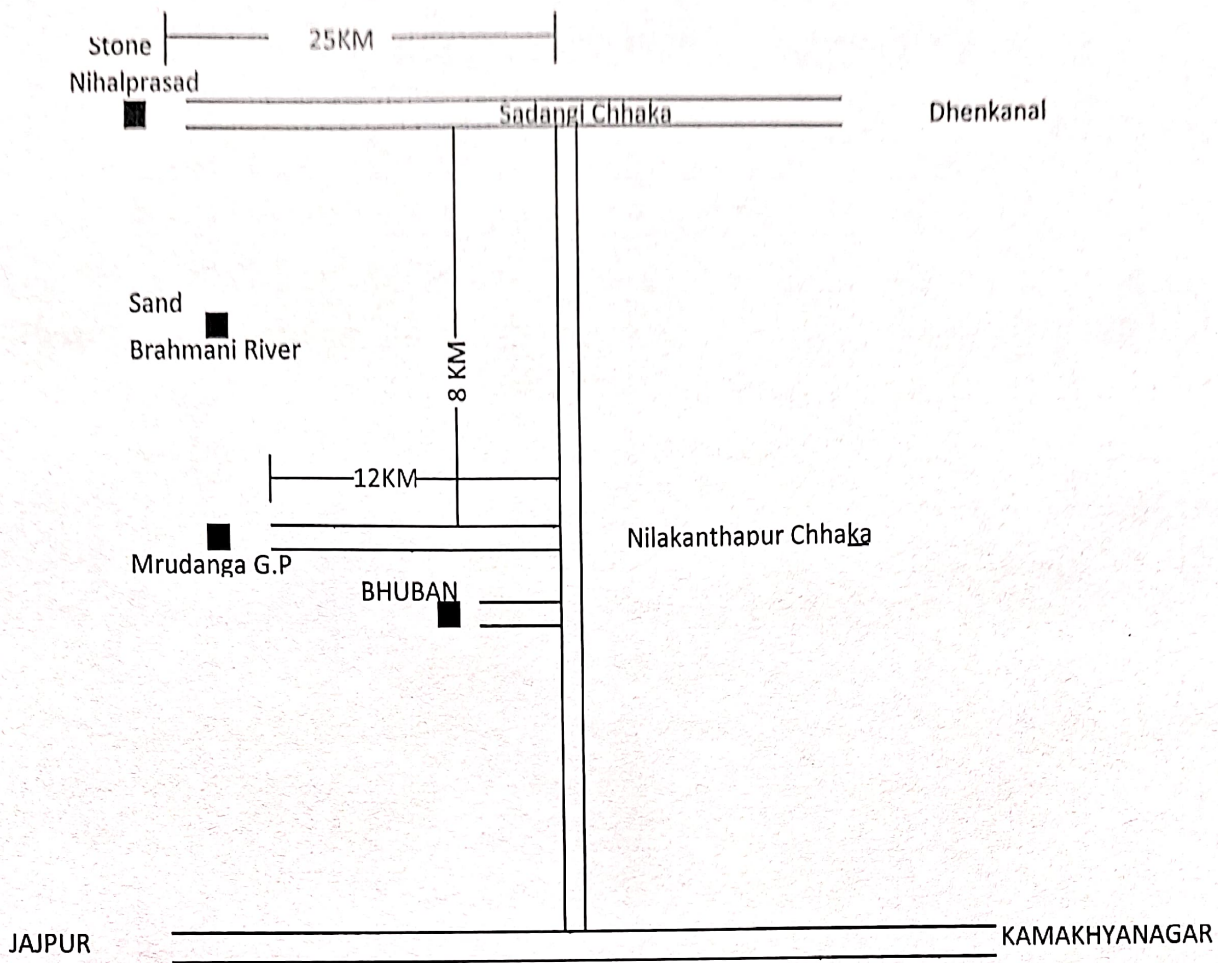 Stone
25KM
Nihalprasad
Sadangi Chhaka
Dhenkanal
Sand
Brahmani River
8 KM
12KM
Nilakanthapur Chhaka
Mrudanga G.P
BHUBAN
JAJPUR
KAMAKHYANAGAR